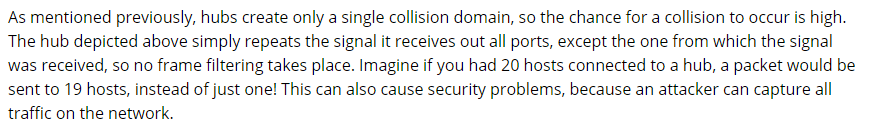 As mentioned previously, hubs create only a single collision domain, so the chance for a collision to occur is high.
The hub depicted above simply repeats the signal it receives out all ports, except the one from which the signal
was received, so no frame filtering takes place. Imagine if you had 20 hosts connected to a hub, a packet would be
sent to 19 hosts, instead of just one! This can also cause security problems, because an attacker can capture all
traffic on the network.